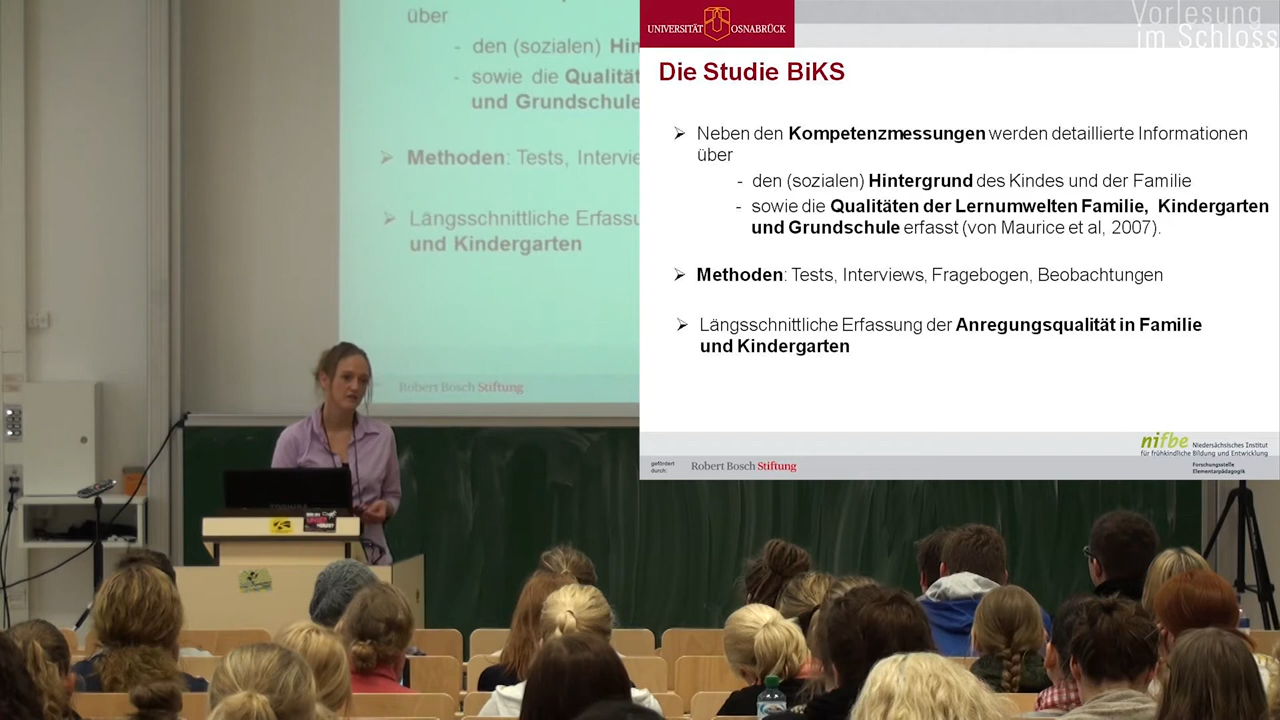 über
- den (sozialen) Hin
- sowie die Qualität
und Grundschule
➢ Methoden: Tests, Intervie
➢ Längsschnittliche Erfassu
und Kindergarten
Robert Bosch Stiftung
UNIVERSITÄT OSNABRÜCK
Vorlesung
im Schloss
Die Studie BiKS
➢ Neben den Kompetenzmessungen werden detaillierte Informationen
über
- den (sozialen) Hintergrund des Kindes und der Familie
- sowie die Qualitäten der Lernumwelten Familie, Kindergarten
und Grundschule erfasst (von Maurice et al, 2007).
➢ Methoden: Tests, Interviews, Fragebogen, Beobachtungen
➢ Längsschnittliche Erfassung der Anregungsqualität in Familie
und Kindergarten
nifbe Niedersächsisches Institut
für frühkindliche Bildung und Entwicklung
Forschungsstelle
Elementarpädagogik
gefördert
durch:
Robert Bosch Stiftung